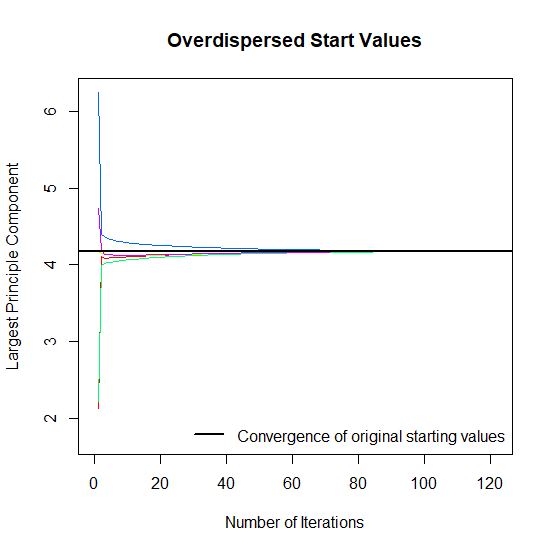 Overdispersed Start Values
Largest Principle Component
6
5
4
3
2
Convergence of original starting values
0 20 40 60 80 100 120
Number of Iterations